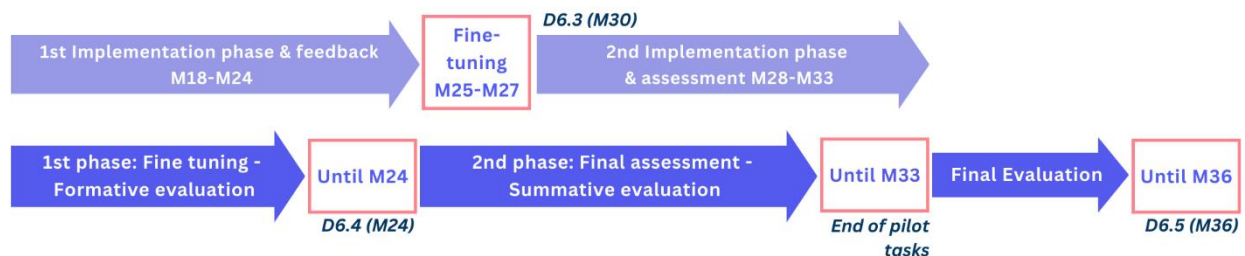 D6.3 (M30)
1st Implementation phase & feedback
M18-M24
Fine-
tuning
M25-M27
2nd Implementation phase
& assessment M28-M33
1st phase: Fine tuning -
Formative evaluation
Until M24
2nd phase: Final assessment -
Summative evaluation
Until M33
Final Evaluation
Until M36
D6.4 (M24)
End of pilot
tasks
D6.5 (M36)